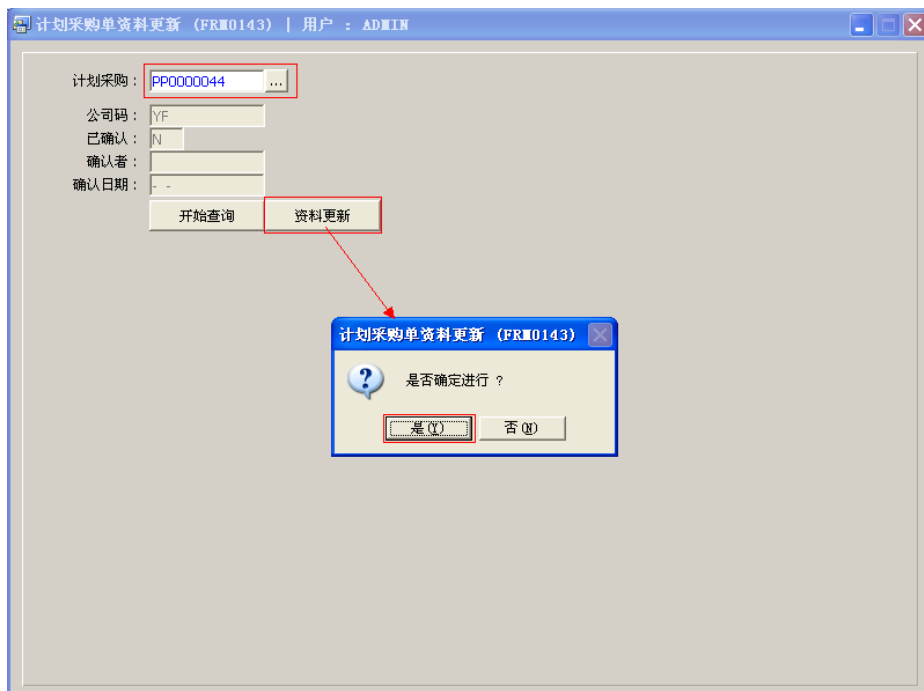 计划采购单资料更新 (FRM0143) | 用户 : ADMIN
计划采购： PP0000044 ...
公司码： YF
已确认： N
确认者：
确认日期： - -
开始查询 资料更新
计划采购单资料更新 (FRM0143)
是否确定进行 ?
是(Y) 否(N)